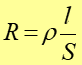 R = ρ l/S